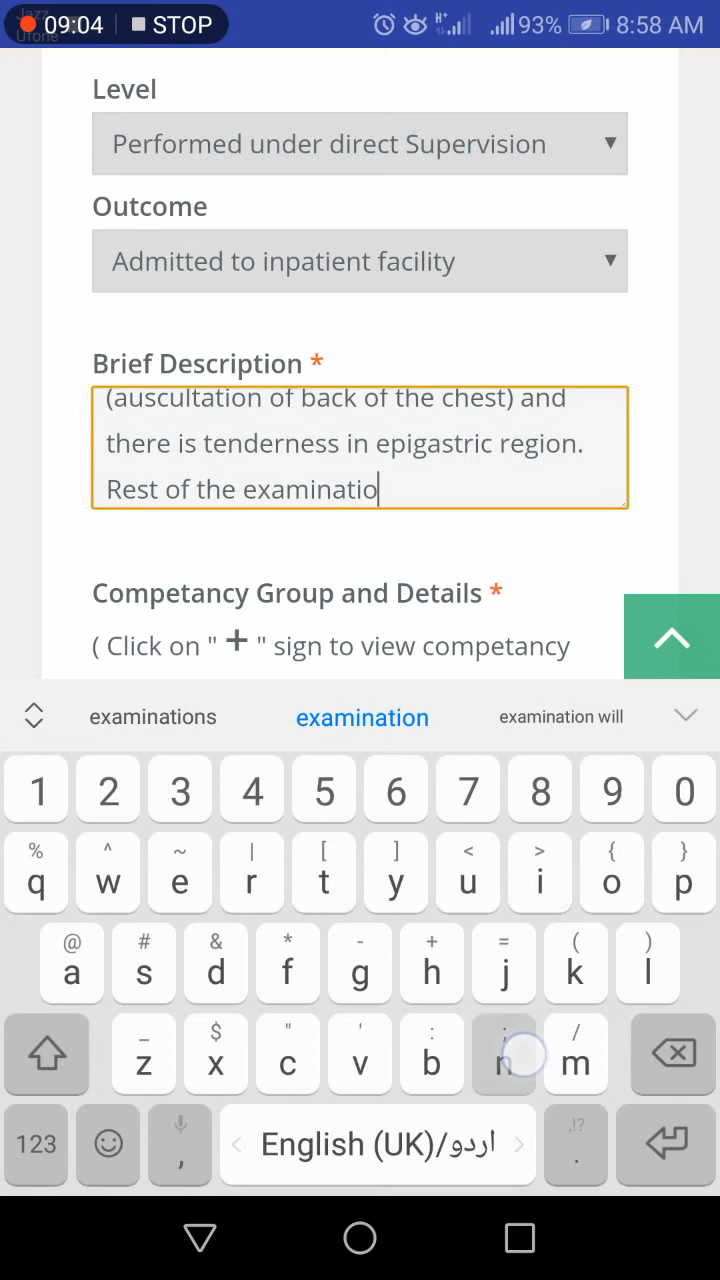 09:04 STOP 93% 8:58 AM
Jazz
Ufone
H+
Level
Performed under direct Supervision
Outcome
Admitted to inpatient facility
Brief Description *
(auscultation of back of the chest) and
there is tenderness in epigastric region.
Rest of the examinatio
Competancy Group and Details *
( Click on " + " sign to view competancy
examinations examination examination will
1 2 3 4 5 6 7 8 9 0
% ^ ~ | [ ] < > { }
q w e r t y u i o p
@ # & * - + = ( )
a s d f g h j k l
_ $ " ' : ; /
z x c v b n m
123 , English (UK)/اردو ,!? .